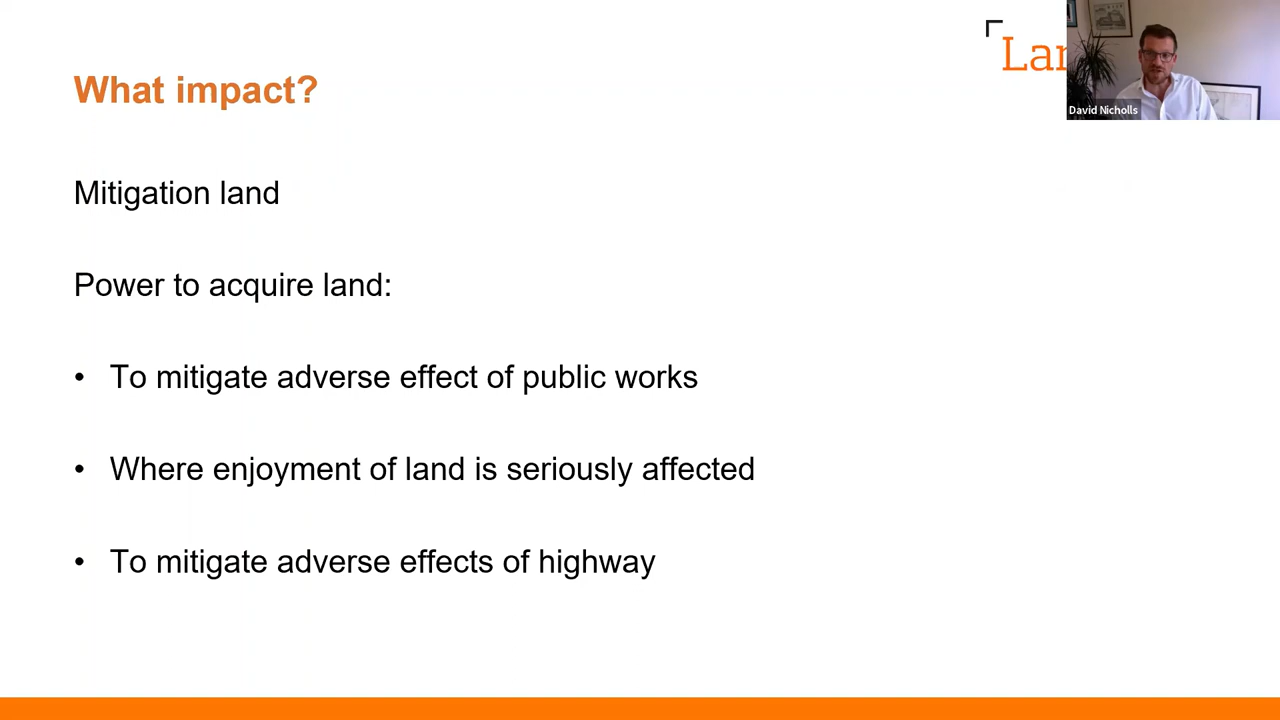 What impact?
Lan
David Nicholls
Mitigation land
Power to acquire land:
• To mitigate adverse effect of public works
• Where enjoyment of land is seriously affected
• To mitigate adverse effects of highway